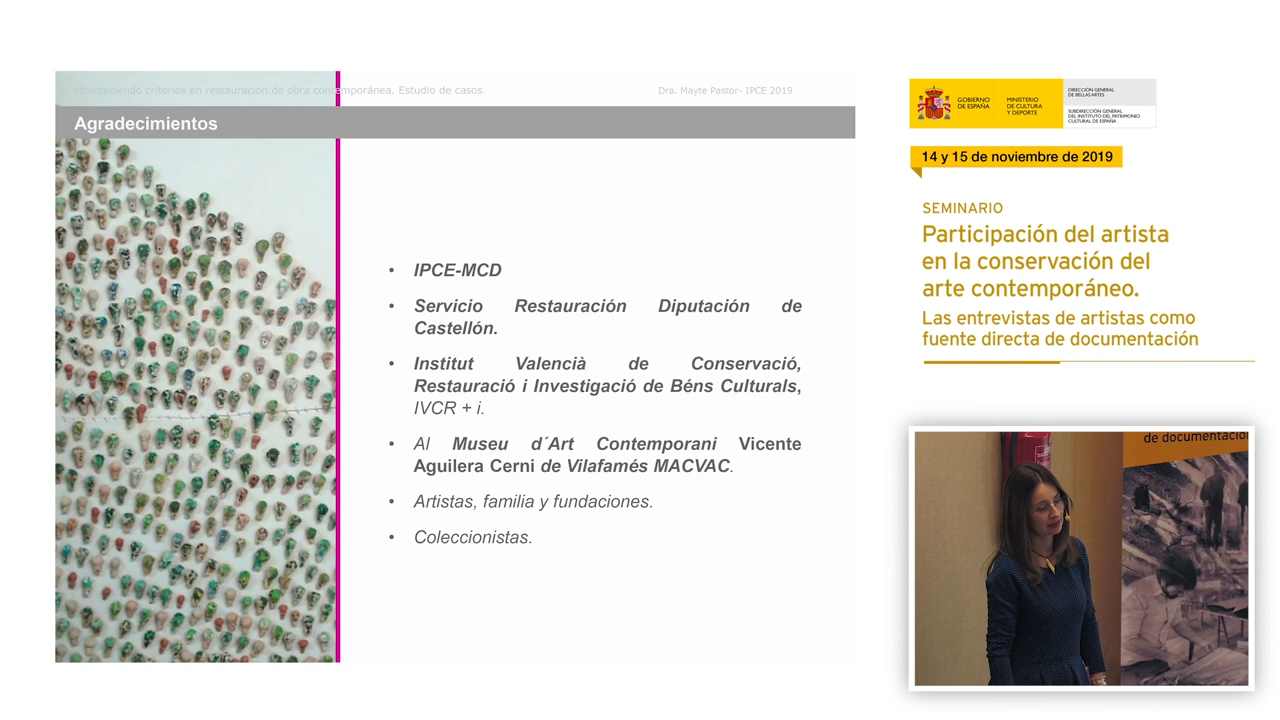 Estableciendo criterios en restauración de obra contemporánea. Estudio de casos.
Dra. Mayte Pastor- IPCE 2019
Agradecimientos
• IPCE-MCD
• Servicio Restauración Diputación de
Castellón.
• Institut Valencià de Conservació,
Restauració i Investigació de Béns Culturals,
IVCR + i.
• Al Museu d´Art Contemporani Vicente
Aguilera Cerni de Vilafamés MACVAC.
• Artistas, familia y fundaciones.
• Coleccionistas.
GOBIERNO
DE ESPAÑA
MINISTERIO
DE CULTURA
Y DEPORTE
DIRECCIÓN GENERAL
DE BELLAS ARTES
SUBDIRECCIÓN GENERAL
DEL INSTITUTO DEL PATRIMONIO
CULTURAL DE ESPAÑA
14 y 15 de noviembre de 2019
SEMINARIO
Participación del artista
en la conservación del
arte contemporáneo.
Las entrevistas de artistas como
fuente directa de documentación
de documentación